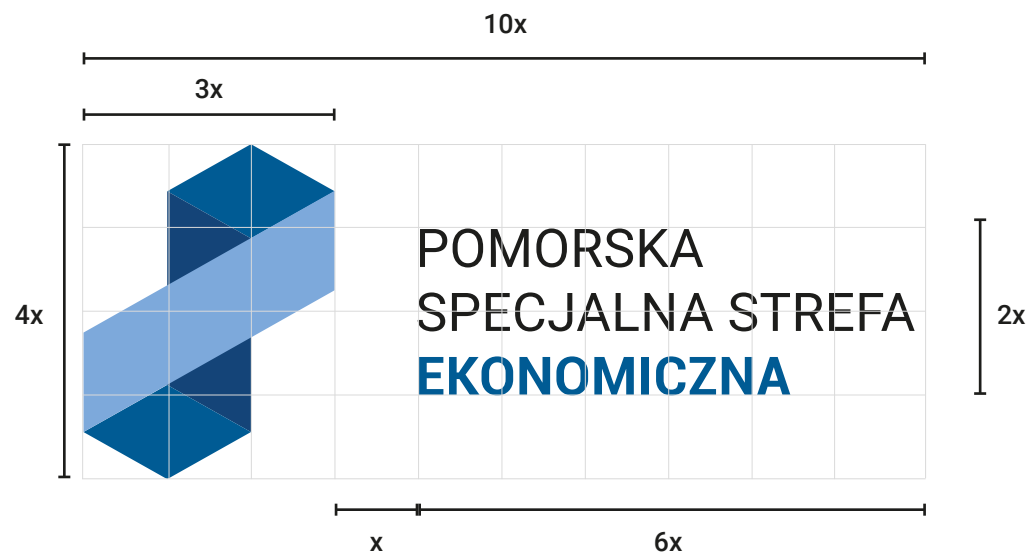 10x
3x
4x
POMORSKA
SPECJALNA STREFA
EKONOMICZNA
2x
x
6x